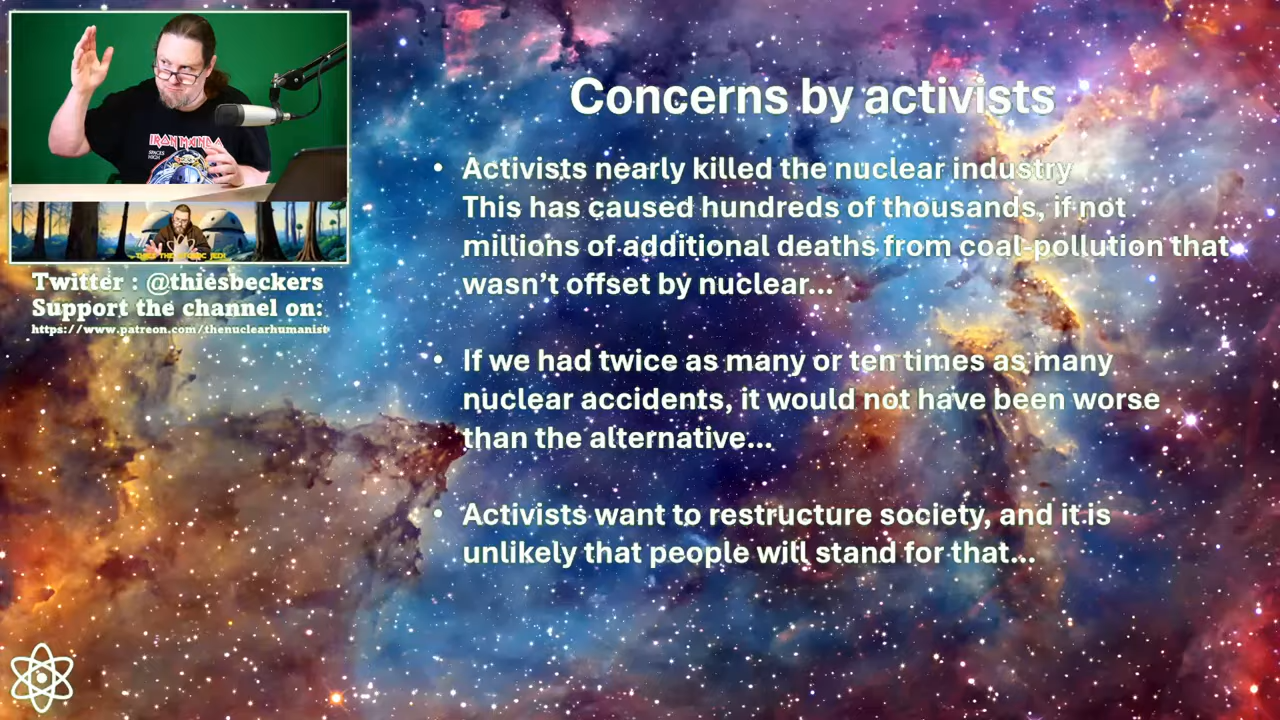 Concerns by activists
• Activists nearly killed the nuclear industry
This has caused hundreds of thousands, if not
millions of additional deaths from coal-pollution that
wasn’t offset by nuclear...
• If we had twice as many or ten times as many
nuclear accidents, it would not have been worse
than the alternative...
• Activists want to restructure society, and it is
unlikely that people will stand for that...
IRON MAIDEN
Twitter : @thiesbeckers
Support the channel on:
https://www.patreon.com/thenuclearhumanist